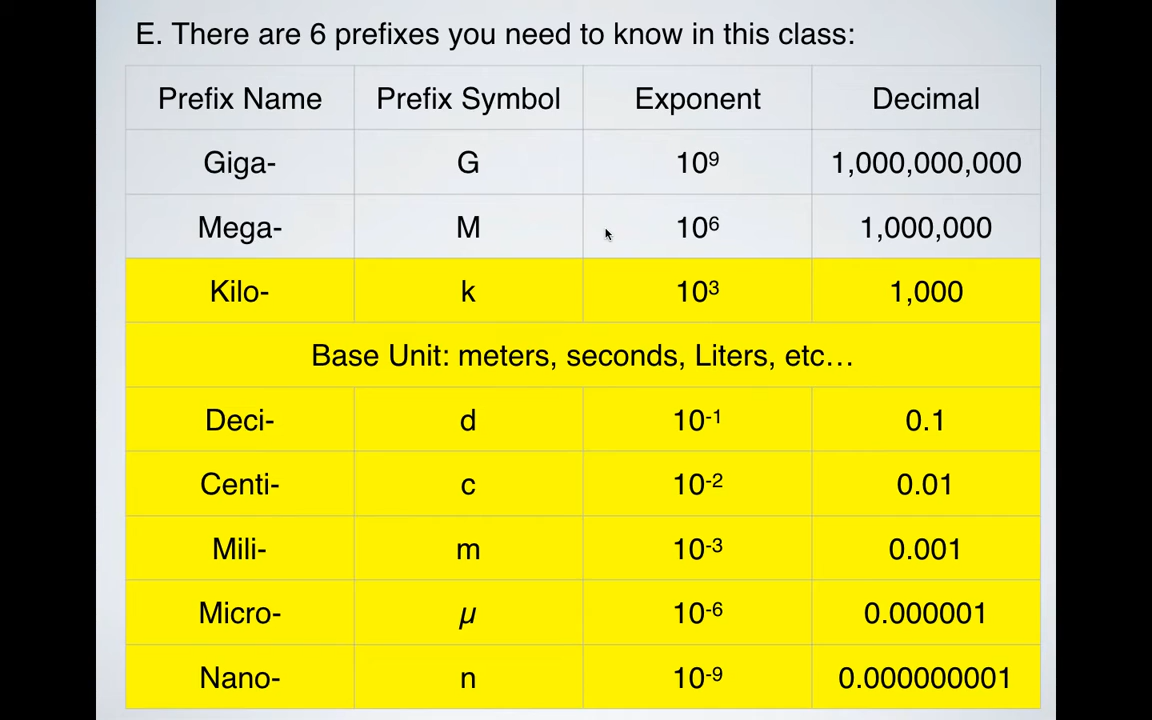 E. There are 6 prefixes you need to know in this class:
Prefix Name Prefix Symbol Exponent Decimal
Giga- G 10⁹ 1,000,000,000
Mega- M 10⁶ 1,000,000
Kilo- k 10³ 1,000
Base Unit: meters, seconds, Liters, etc…
Deci- d 10⁻¹ 0.1
Centi- c 10⁻² 0.01
Mili- m 10⁻³ 0.001
Micro- μ 10⁻⁶ 0.000001
Nano- n 10⁻⁹ 0.000000001